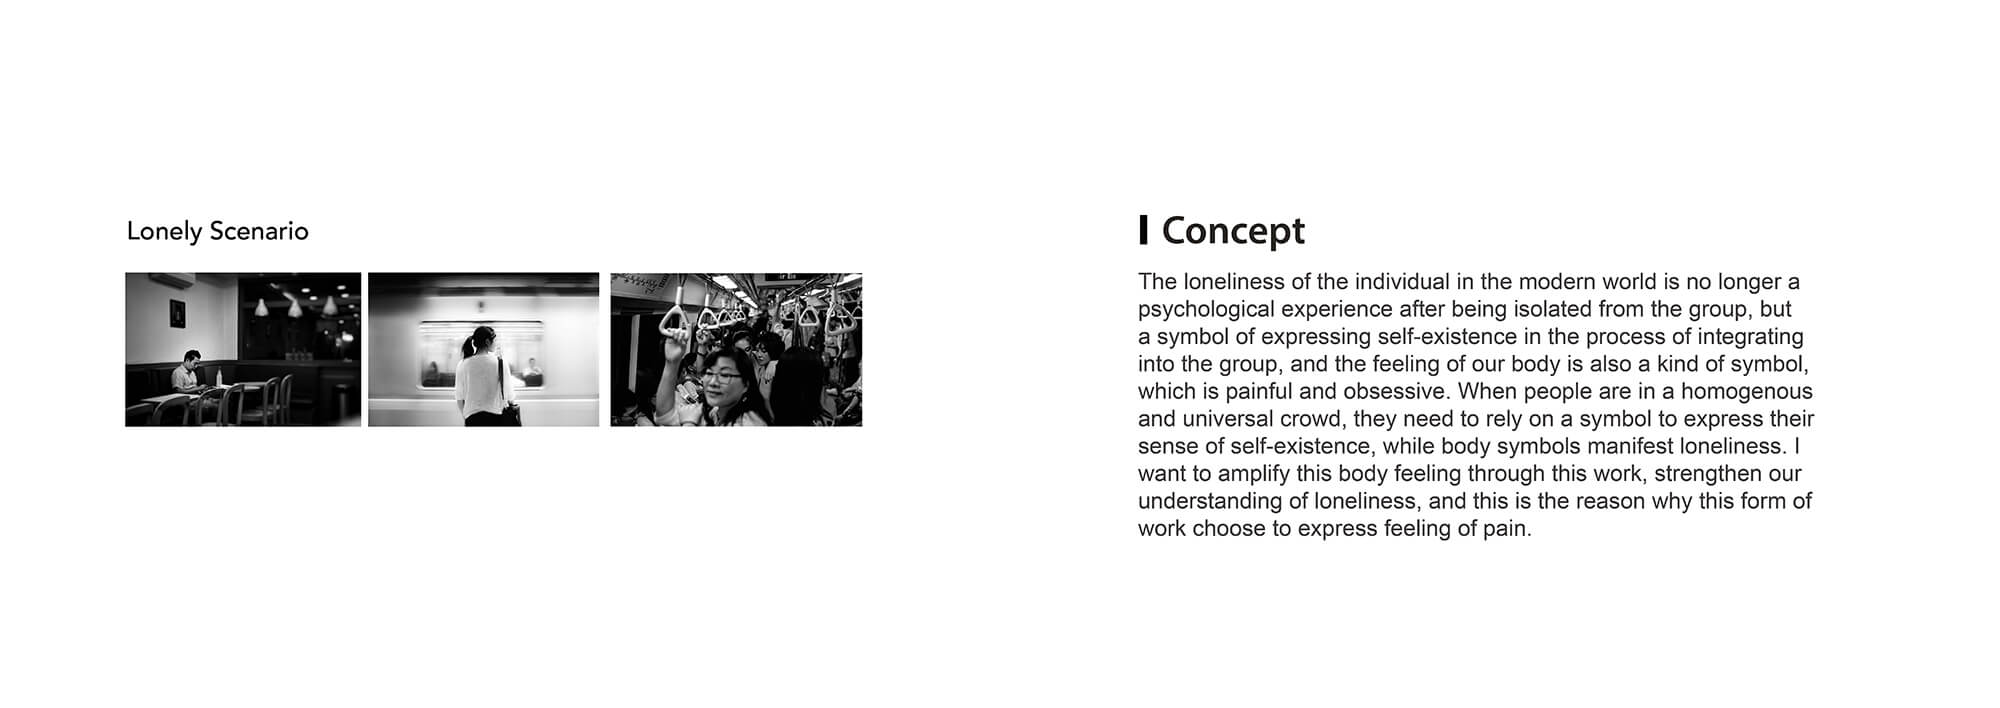 Lonely Scenario
Concept
The loneliness of the individual in the modern world is no longer a
psychological experience after being isolated from the group, but
a symbol of expressing self-existence in the process of integrating
into the group, and the feeling of our body is also a kind of symbol,
which is painful and obsessive. When people are in a homogenous
and universal crowd, they need to rely on a symbol to express their
sense of self-existence, while body symbols manifest loneliness. I
want to amplify this body feeling through this work, strengthen our
understanding of loneliness, and this is the reason why this form of
work choose to express feeling of pain.